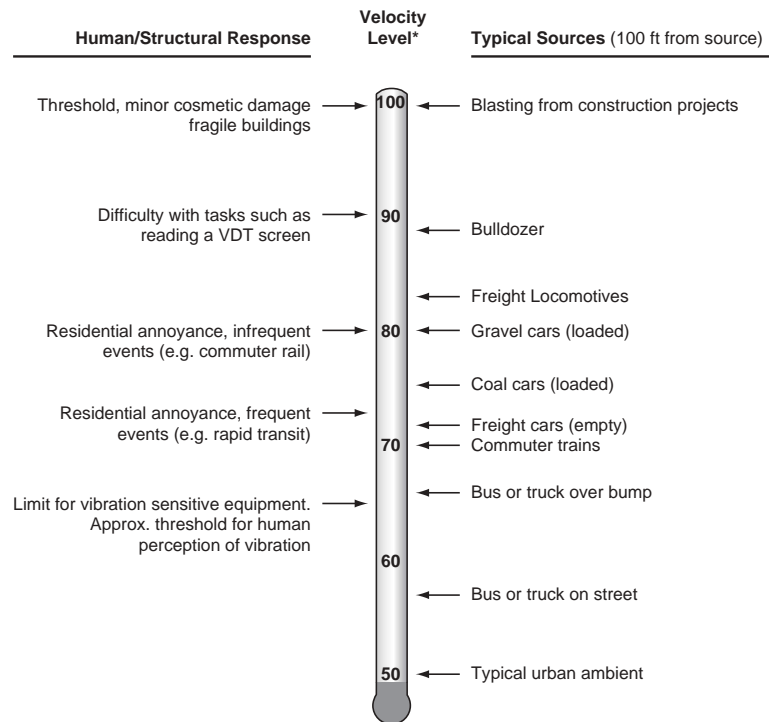 Velocity
Human/Structural Response Level* Typical Sources (100 ft from source)
Threshold, minor cosmetic damage 100 Blasting from construction projects
fragile buildings
Difficulty with tasks such as 90
reading a VDT screen Bulldozer
Freight Locomotives
Residential annoyance, infrequent 80 Gravel cars (loaded)
events (e.g. commuter rail)
Coal cars (loaded)
Residential annoyance, frequent
events (e.g. rapid transit) Freight cars (empty)
70 Commuter trains
Limit for vibration sensitive equipment. Bus or truck over bump
Approx. threshold for human
perception of vibration
60
Bus or truck on street
50 Typical urban ambient